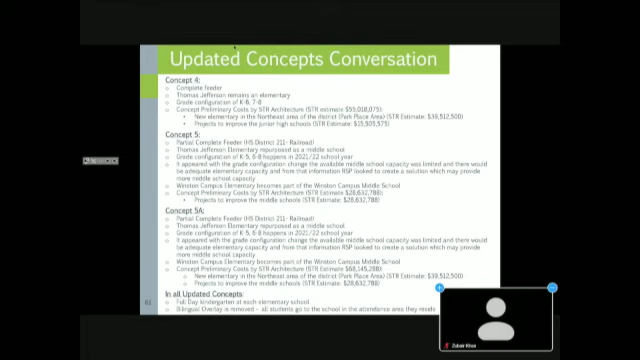 Updated Concepts Conversation
Concept 4:
Complete feeder
Thomas Jefferson remains an elementary
Grade configuration of K-6, 7-8
Concept Preliminary Costs by STR Architecture (STR estimate $55,018,075)
New elementary in the Northeast area of the district (Park Place Area) (STR Estimate: $39,512,500)
Projects to improve the junior high schools (STR Estimate: $15,505,575)
Concept 5:
Partial Complete Feeder (HS District 211- Railroad)
Thomas Jefferson Elementary repurposed as a middle school
Grade configuration of K-5, 6-8 happens in 2021/22 school year
It appeared with the grade configuration change the available middle school capacity was limited and there would
be adequate elementary capacity and from that information RSP looked to create a solution which may provide
more middle school capacity
Winston Campus Elementary becomes part of the Winston Campus Middle School
Concept Preliminary Costs by STR Architecture (STR Estimate $28,632,788)
Projects to improve the middle schools (STR Estimate: $28,632,788)
Concept 5A:
Partial Complete Feeder (HS District 211- Railroad)
Thomas Jefferson Elementary repurposed as a middle school
Grade configuration of K-5, 6-8 happens in 2021/22 school year
It appeared with the grade configuration change the available middle school capacity was limited and there would
be adequate elementary capacity and from that information RSP looked to create a solution which may provide
more middle school capacity
Winston Campus Elementary becomes part of the Winston Campus Middle School
Concept Preliminary Costs by STR Architecture (STR Estimate $68,145,288)
New elementary in the Northeast area of the district (Park Place Area) (STR Estimate: $39,512,500)
Projects to improve the middle schools (STR Estimate: $28,632,788)
In all Updated Concepts:
Full Day kindergarten at each elementary school
Bilingual Overlay is removed – all students go to the school in the attendance area they reside
61
Zubair Khan